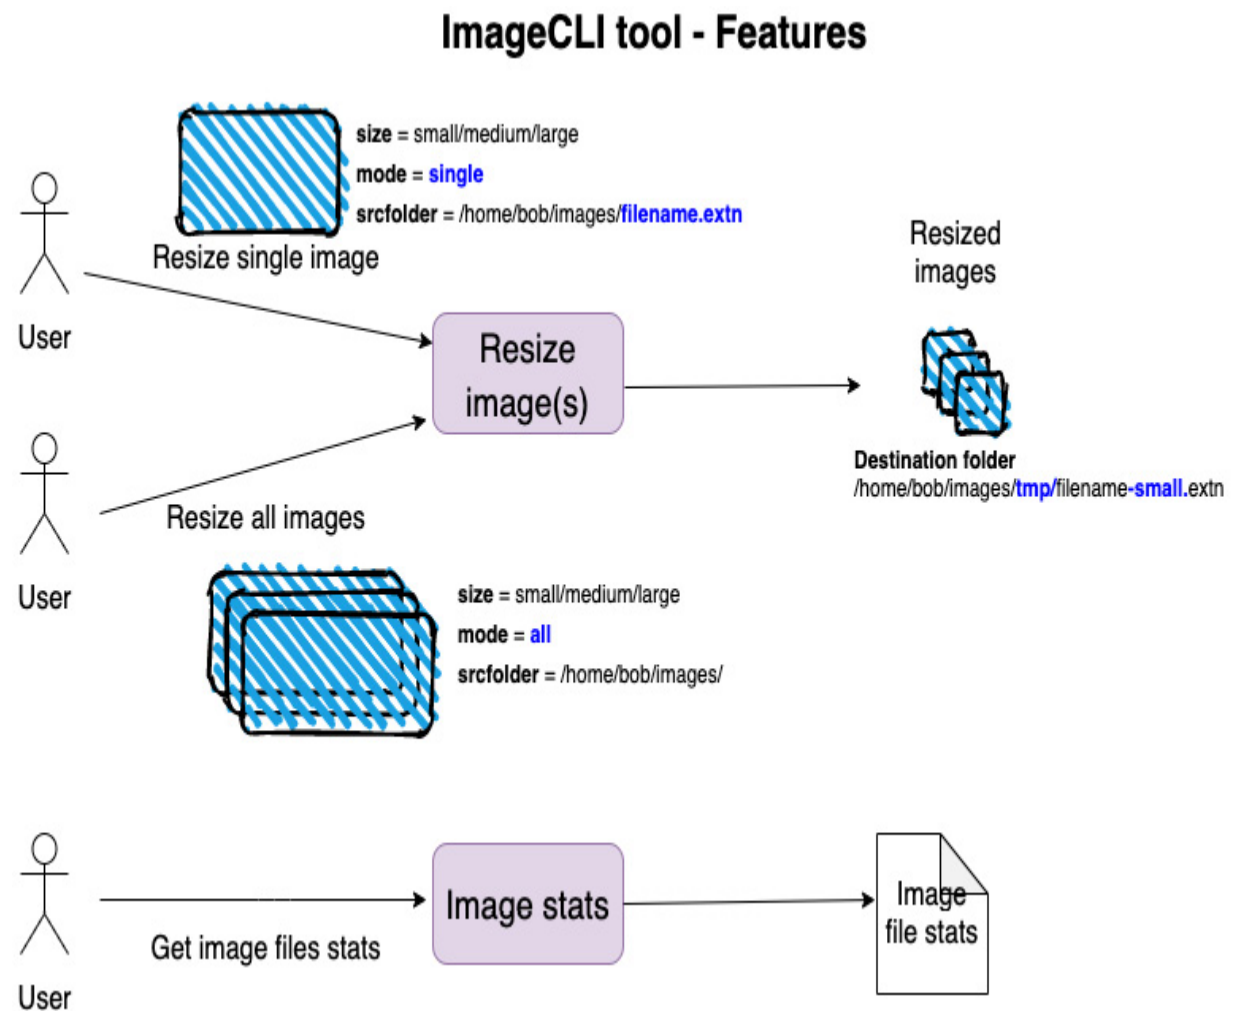 ImageCLI tool - Features
size = small/medium/large
mode = single
srcfolder = /home/bob/images/filename.extn
Resize single image
User
Resize
image(s)
Resized
images
Destination folder
/home/bob/images/tmp/filename-small.extn
Resize all images
User
size = small/medium/large
mode = all
srcfolder = /home/bob/images/
Get image files stats
User
Image stats
Image
file stats